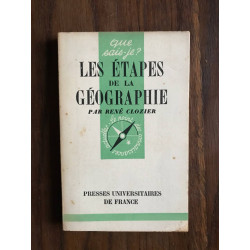 que
sais-je?
LES ÉTAPES
DE LA
GÉOGRAPHIE
PAR RENÉ CLOZIER
PRESSES UNIVERSITAIRES
DE FRANCE